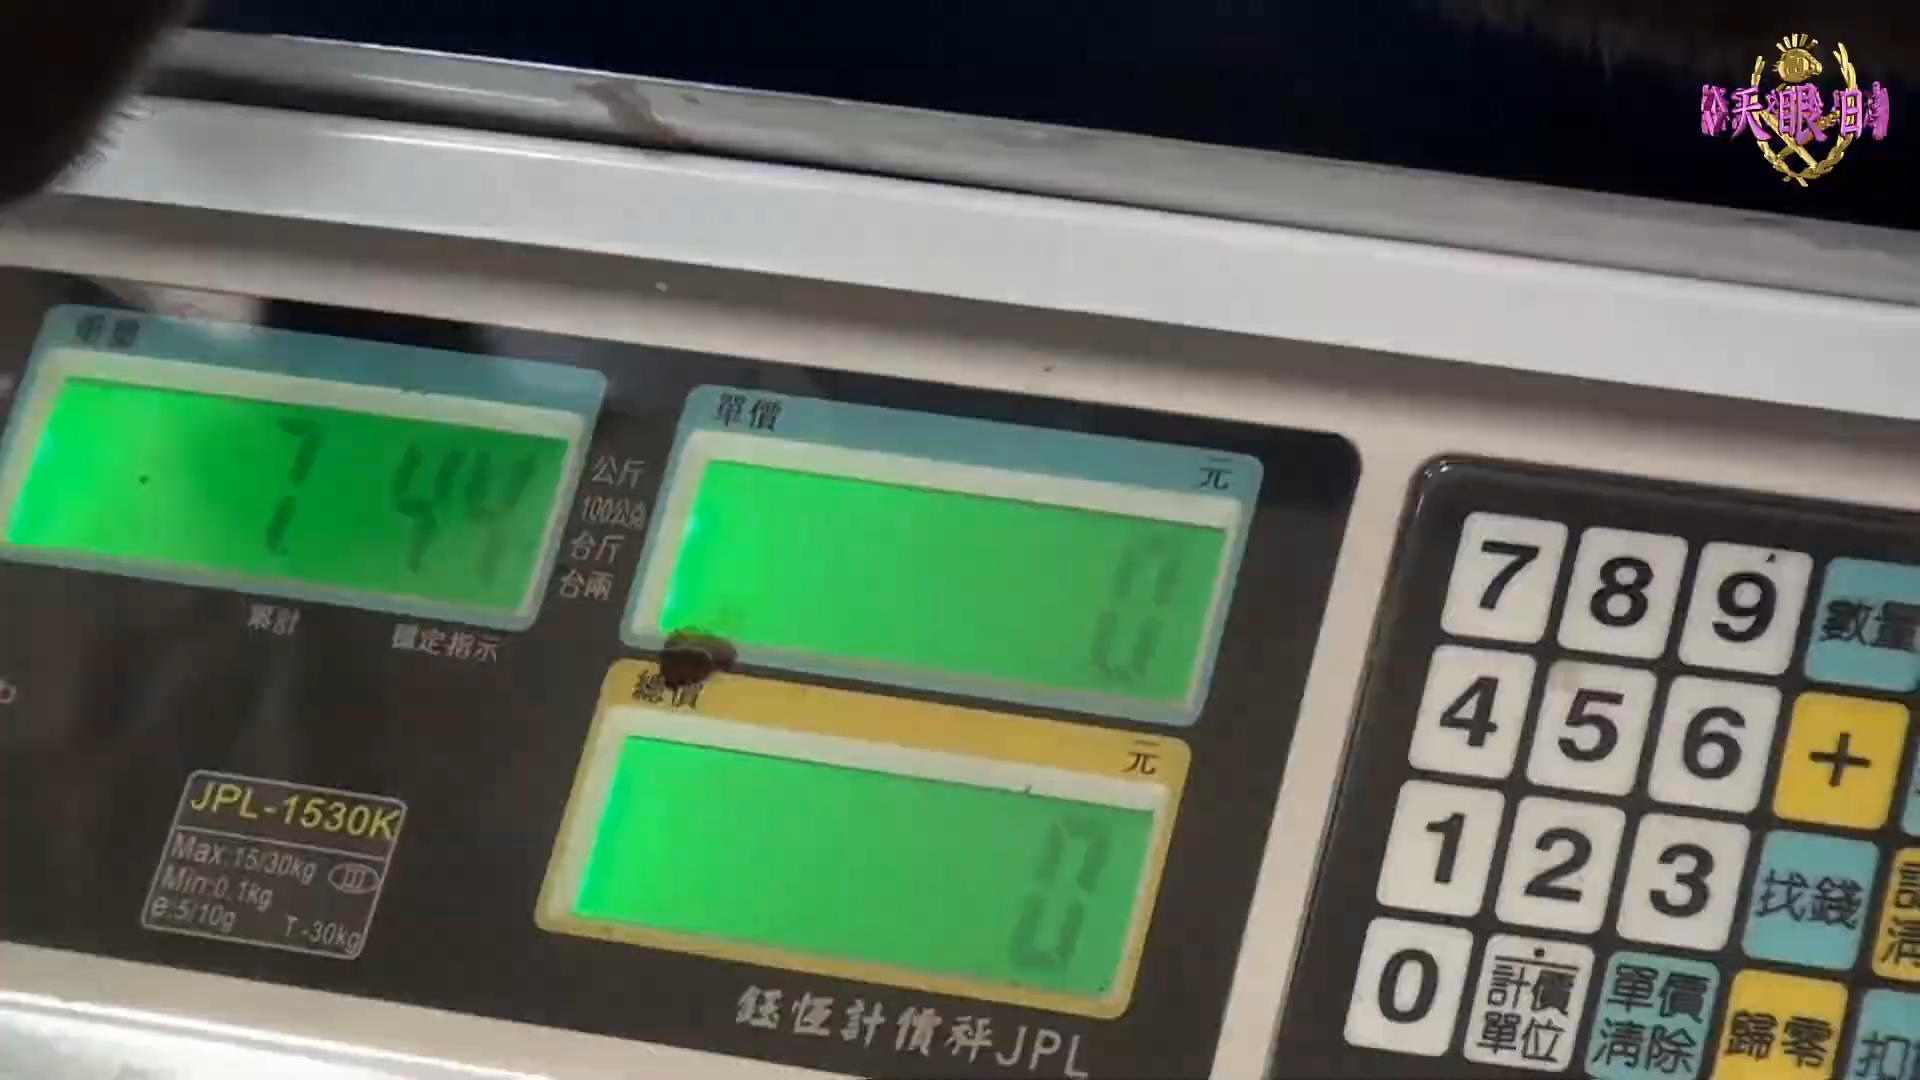 天眼日
重量
7 44
公斤
100公克
台斤
台兩
累計
穩定指示
單價
元
0
總價
元
0
JPL-1530K
Max:15/30kg III
Min:0.1kg
e:5/10g T:-30kg
鈺恆計價秤JPL
7 8 9 數量
4 5 6 +
1 2 3 找錢
0 計價單位 單價清除 歸零 扣